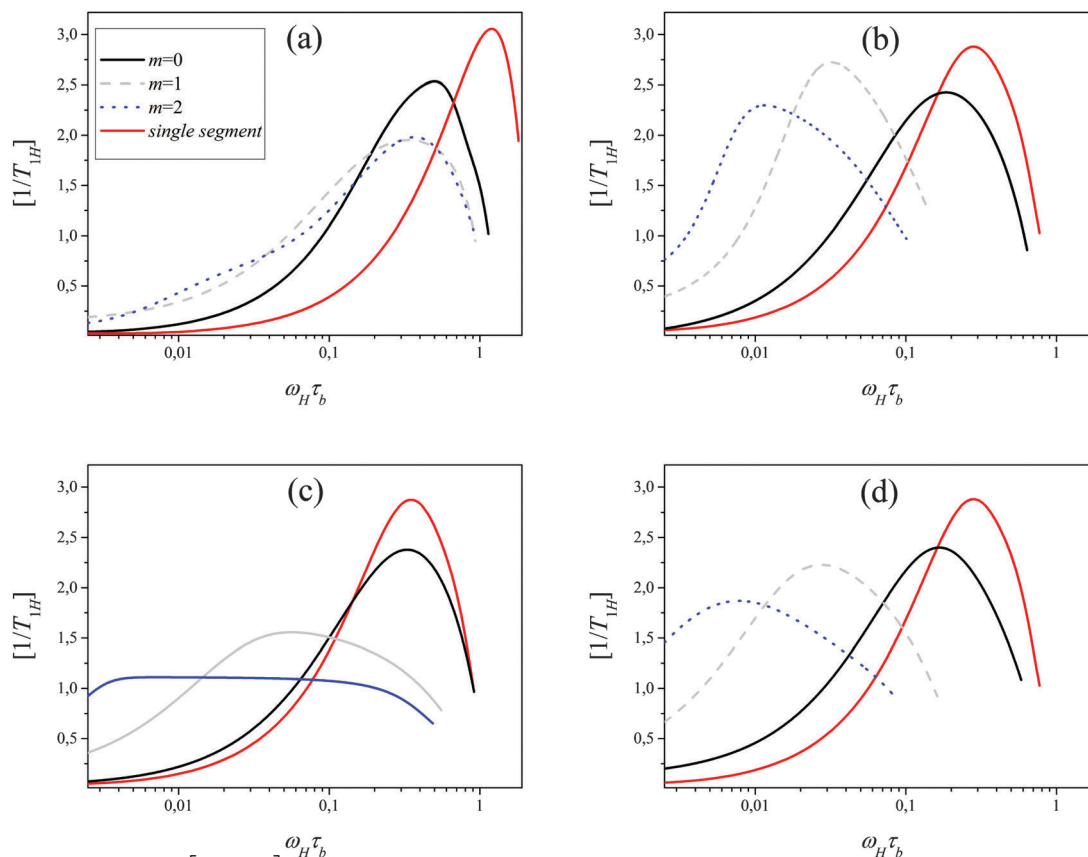 (a)
m=0
m=1
m=2
single segment
[1/T1H]
3,0
2,5
2,0
1,5
1,0
0,5
0,01
0,1
1
ωHτb
(b)
[1/T1H]
3,0
2,5
2,0
1,5
1,0
0,5
0,01
0,1
1
ωHτb
(c)
[1/T1H]
3,0
2,5
2,0
1,5
1,0
0,5
0,01
0,1
1
ωHτb
(d)
[1/T1H]
3,0
2,5
2,0
1,5
1,0
0,5
0,01
0,1
1
ωHτb